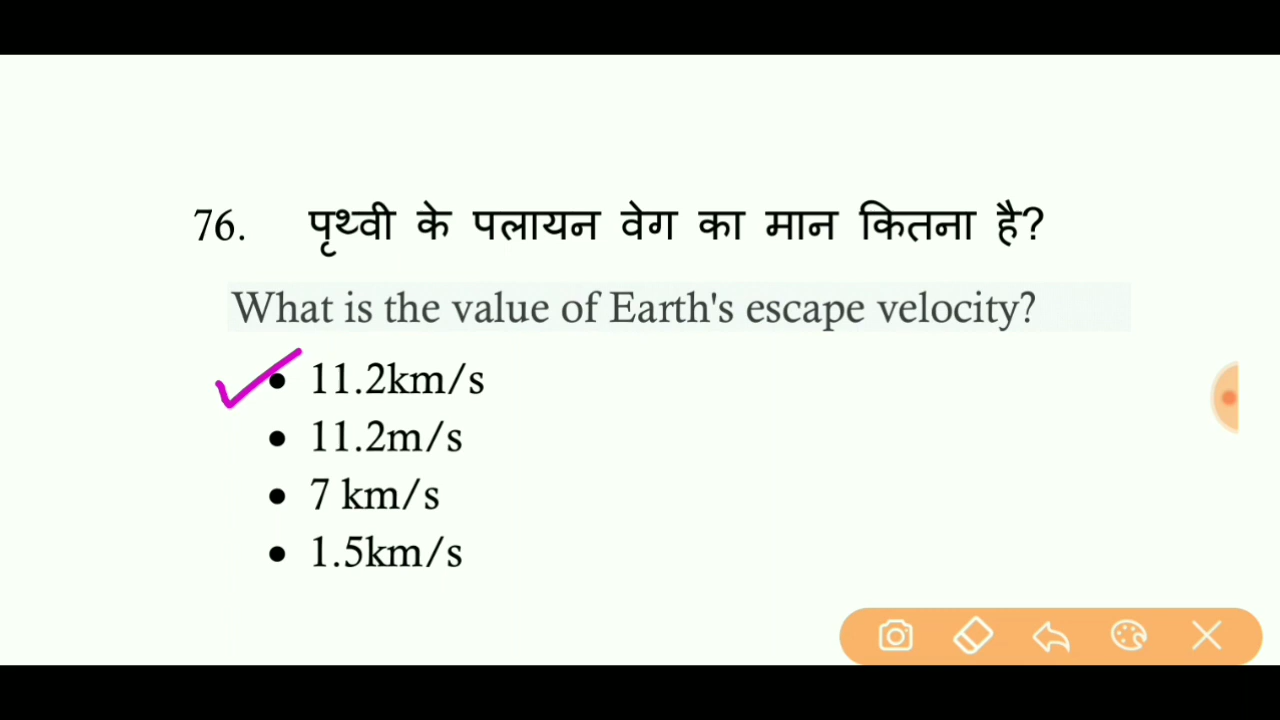 76. पृथ्वी के पलायन वेग का मान कितना है?
What is the value of Earth's escape velocity?
• 11.2km/s
• 11.2m/s
• 7 km/s
• 1.5km/s